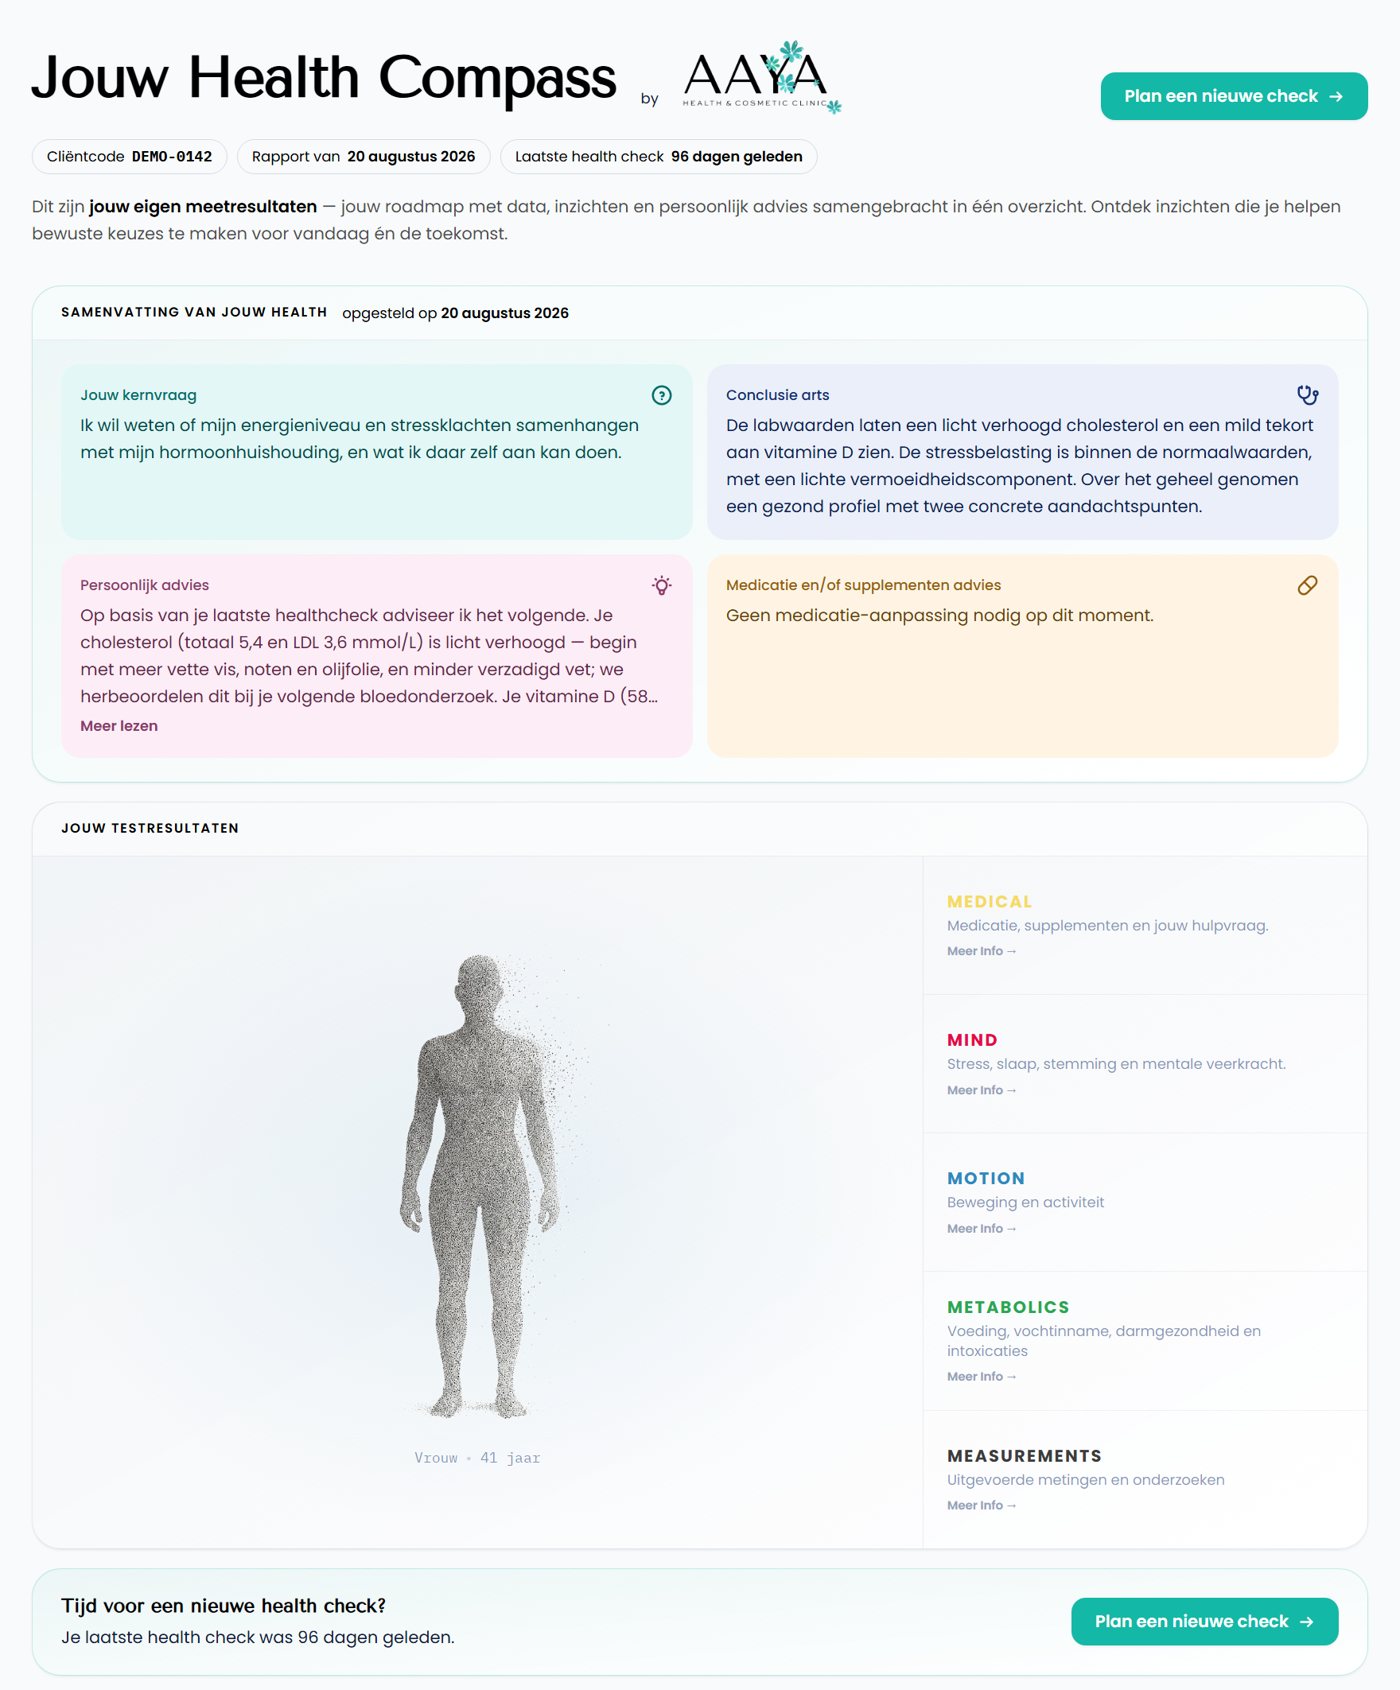 Jouw Health Compass by AAYA
HEALTH & COSMETIC CLINIC
Plan een nieuwe check →
Cliëntcode DEMO-0142
Rapport van 20 augustus 2026
Laatste health check 96 dagen geleden
Dit zijn jouw eigen meetresultaten — jouw roadmap met data, inzichten en persoonlijk advies samengebracht in één overzicht. Ontdek inzichten die je helpen
bewuste keuzes te maken voor vandaag én de toekomst.
SAMENVATTING VAN JOUW HEALTH opgesteld op 20 augustus 2026
Jouw kernvraag
Ik wil weten of mijn energieniveau en stressklachten samenhangen
met mijn hormoonhuishouding, en wat ik daar zelf aan kan doen.
Conclusie arts
De labwaarden laten een licht verhoogd cholesterol en een mild tekort
aan vitamine D zien. De stressbelasting is binnen de normaalwaarden,
met een lichte vermoeidheidscomponent. Over het geheel genomen
een gezond profiel met twee concrete aandachtspunten.
Persoonlijk advies
Op basis van je laatste healthcheck adviseer ik het volgende. Je
cholesterol (totaal 5,4 en LDL 3,6 mmol/L) is licht verhoogd — begin
met meer vette vis, noten en olijfolie, en minder verzadigd vet; we
herbeoordelen dit bij je volgende bloedonderzoek. Je vitamine D (58...
Meer lezen
Medicatie en/of supplementen advies
Geen medicatie-aanpassing nodig op dit moment.
JOUW TESTRESULTATEN
Vrouw • 41 jaar
MEDICAL
Medicatie, supplementen en jouw hulpvraag.
Meer Info →
MIND
Stress, slaap, stemming en mentale veerkracht.
Meer Info →
MOTION
Beweging en activiteit
Meer Info →
METABOLICS
Voeding, vochtinname, darmgezondheid en
intoxicaties
Meer Info →
MEASUREMENTS
Uitgevoerde metingen en onderzoeken
Meer Info →
Tijd voor een nieuwe health check?
Je laatste health check was 96 dagen geleden.
Plan een nieuwe check →